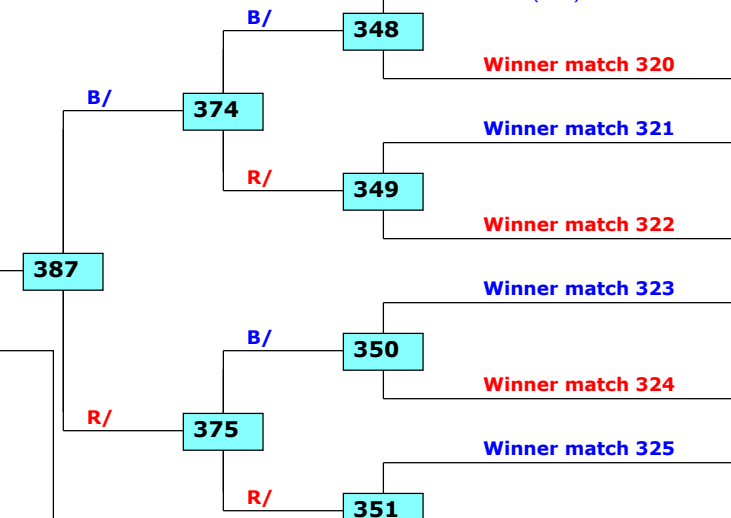 B/
348
Winner match 320
B/
374
Winner match 321
R/
349
Winner match 322
387
Winner match 323
B/
350
Winner match 324
R/
375
Winner match 325
R/
351